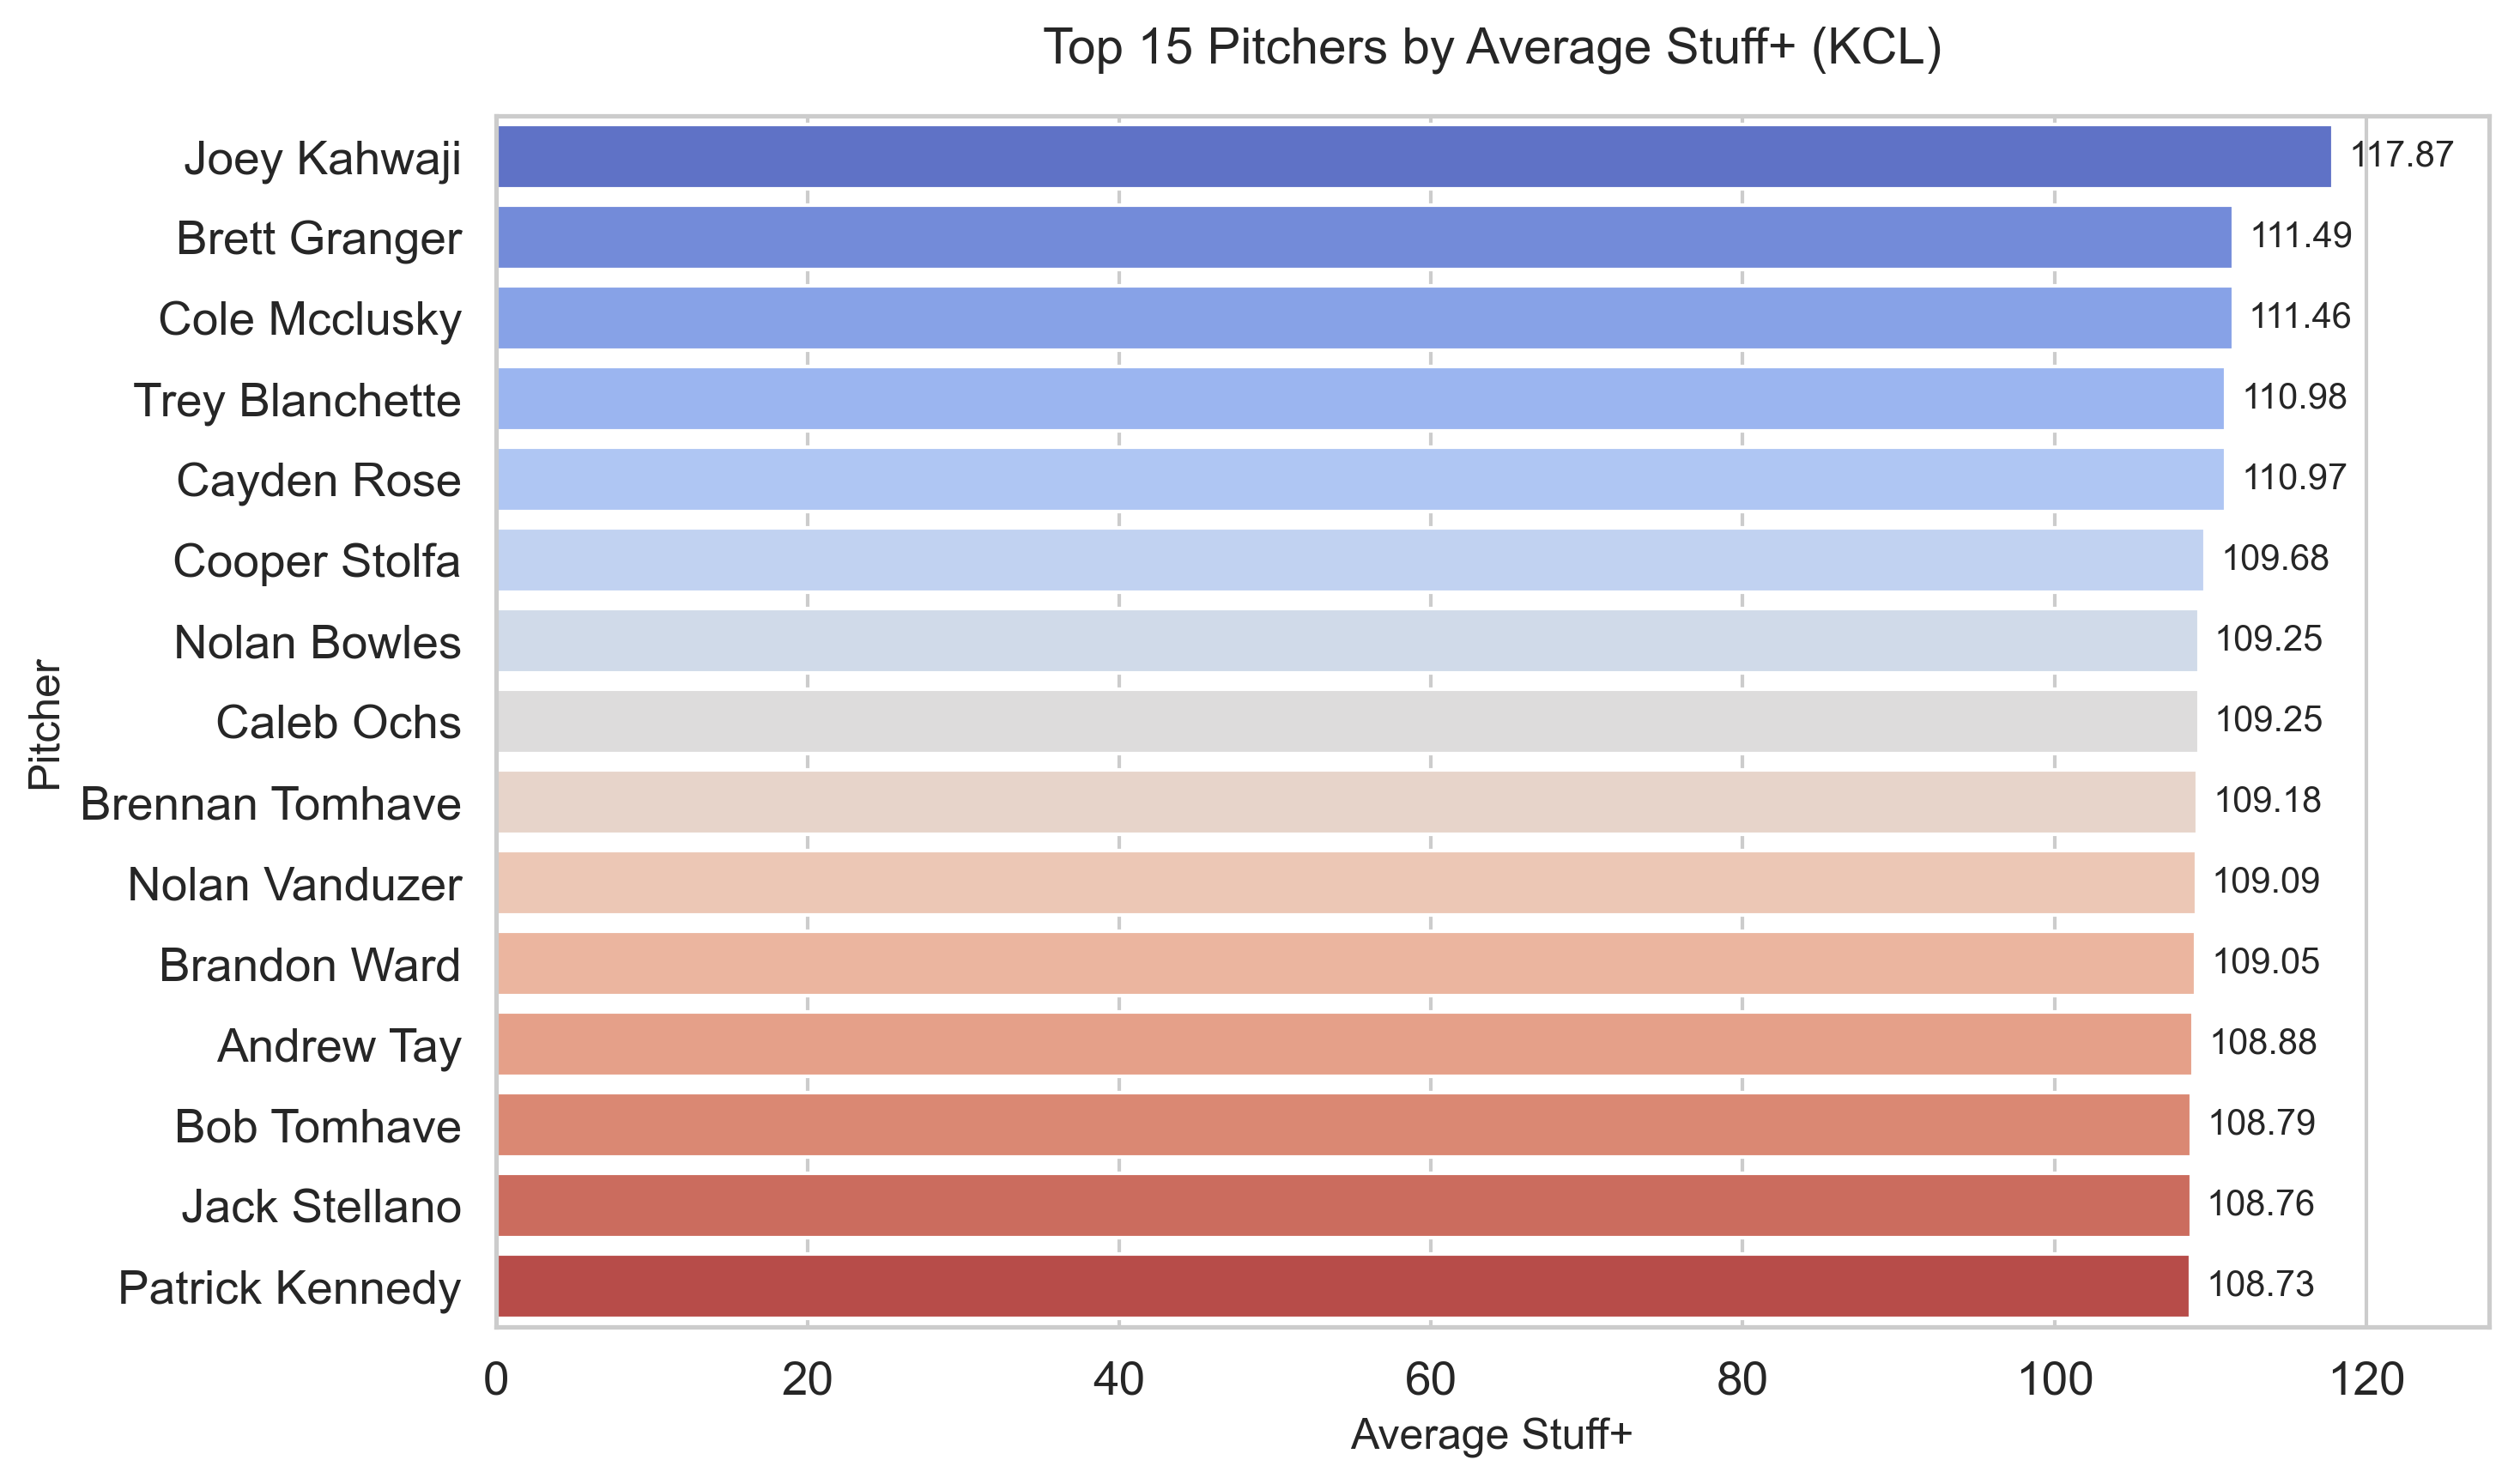 Top 15 Pitchers by Average Stuff+ (KCL)
Joey Kahwaji 117.87
Brett Granger 111.49
Cole Mcclusky 111.46
Trey Blanchette 110.98
Cayden Rose 110.97
Cooper Stolfa 109.68
Nolan Bowles 109.25
Caleb Ochs 109.25
Brennan Tomhave 109.18
Nolan Vanduzer 109.09
Brandon Ward 109.05
Andrew Tay 108.88
Bob Tomhave 108.79
Jack Stellano 108.76
Patrick Kennedy 108.73
Pitcher
0 20 40 60 80 100 120
Average Stuff+